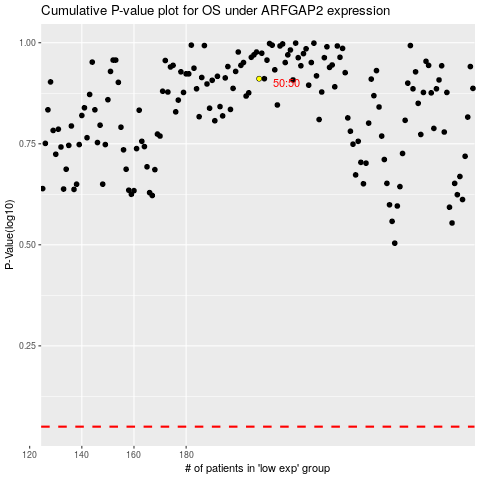 Cumulative P-value plot for OS under ARFGAP2 expression
P-Value(log10)
1.00
0.75
0.50
0.25
50:50
120 140 160 180
# of patients in 'low exp' group